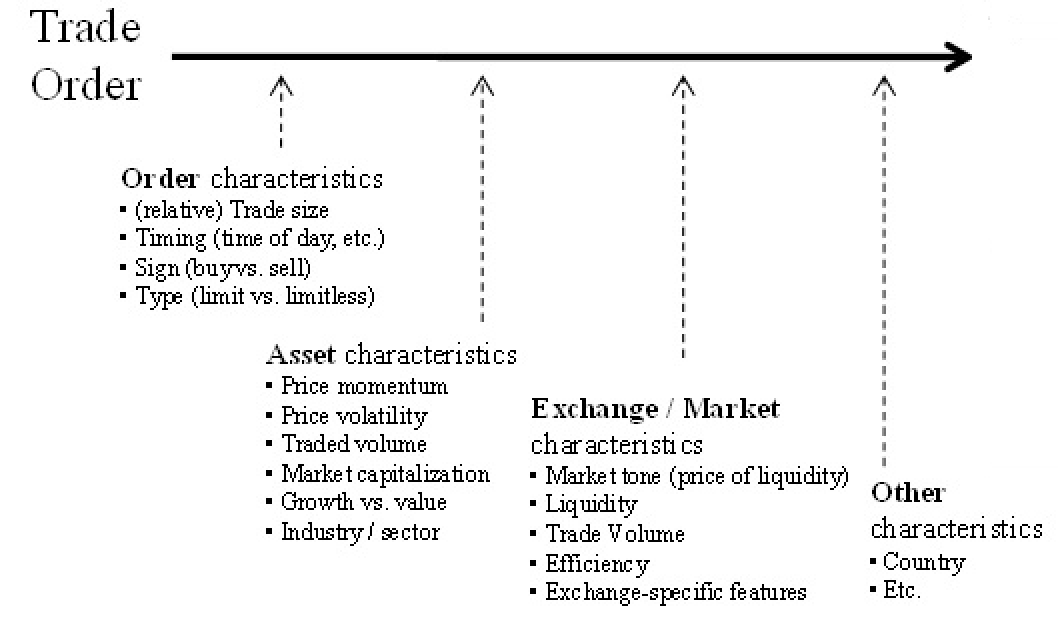 Trade
Order
Order characteristics
▪ (relative) Trade size
▪ Timing (time of day, etc.)
▪ Sign (buy vs. sell)
▪ Type (limit vs. limitless)
Asset characteristics
▪ Price momentum
▪ Price volatility
▪ Traded volume
▪ Market capitalization
▪ Growth vs. value
▪ Industry / sector
Exchange / Market
characteristics
▪ Market tone (price of liquidity)
▪ Liquidity
▪ Trade Volume
▪ Efficiency
▪ Exchange-specific features
Other
characteristics
▪ Country
▪ Etc.